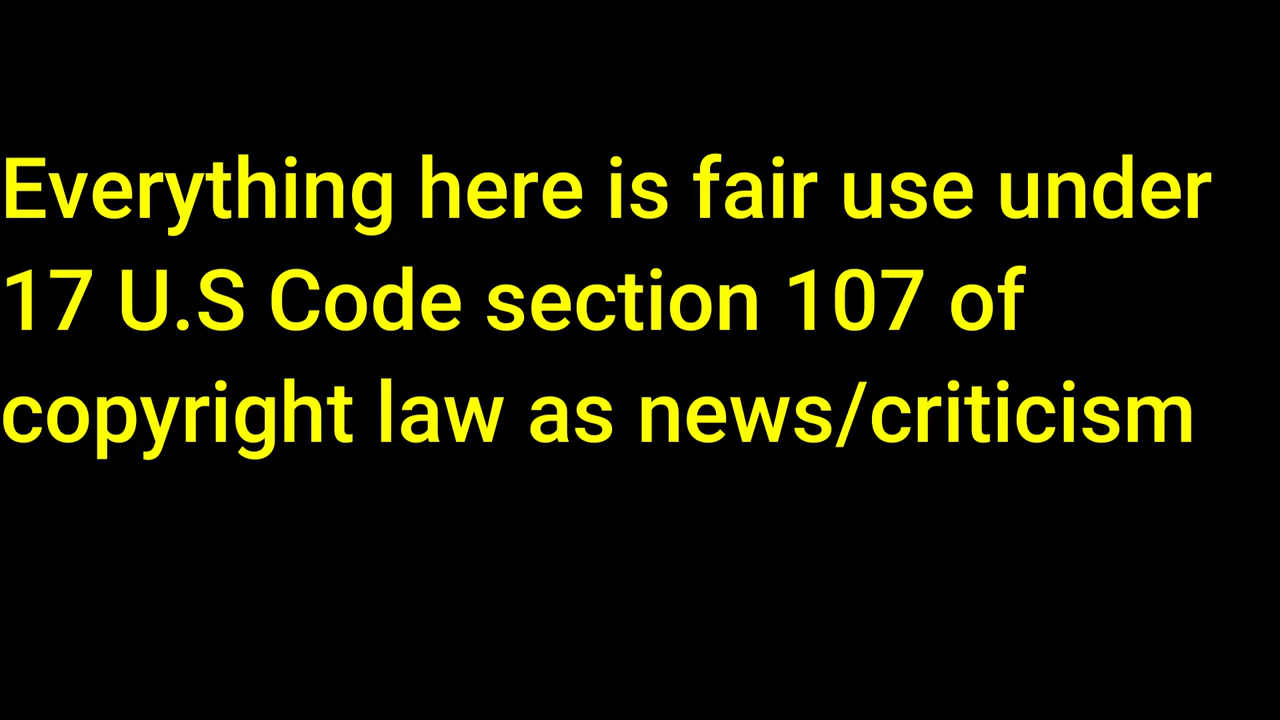 Everything here is fair use under
17 U.S Code section 107 of
copyright law as news/criticism